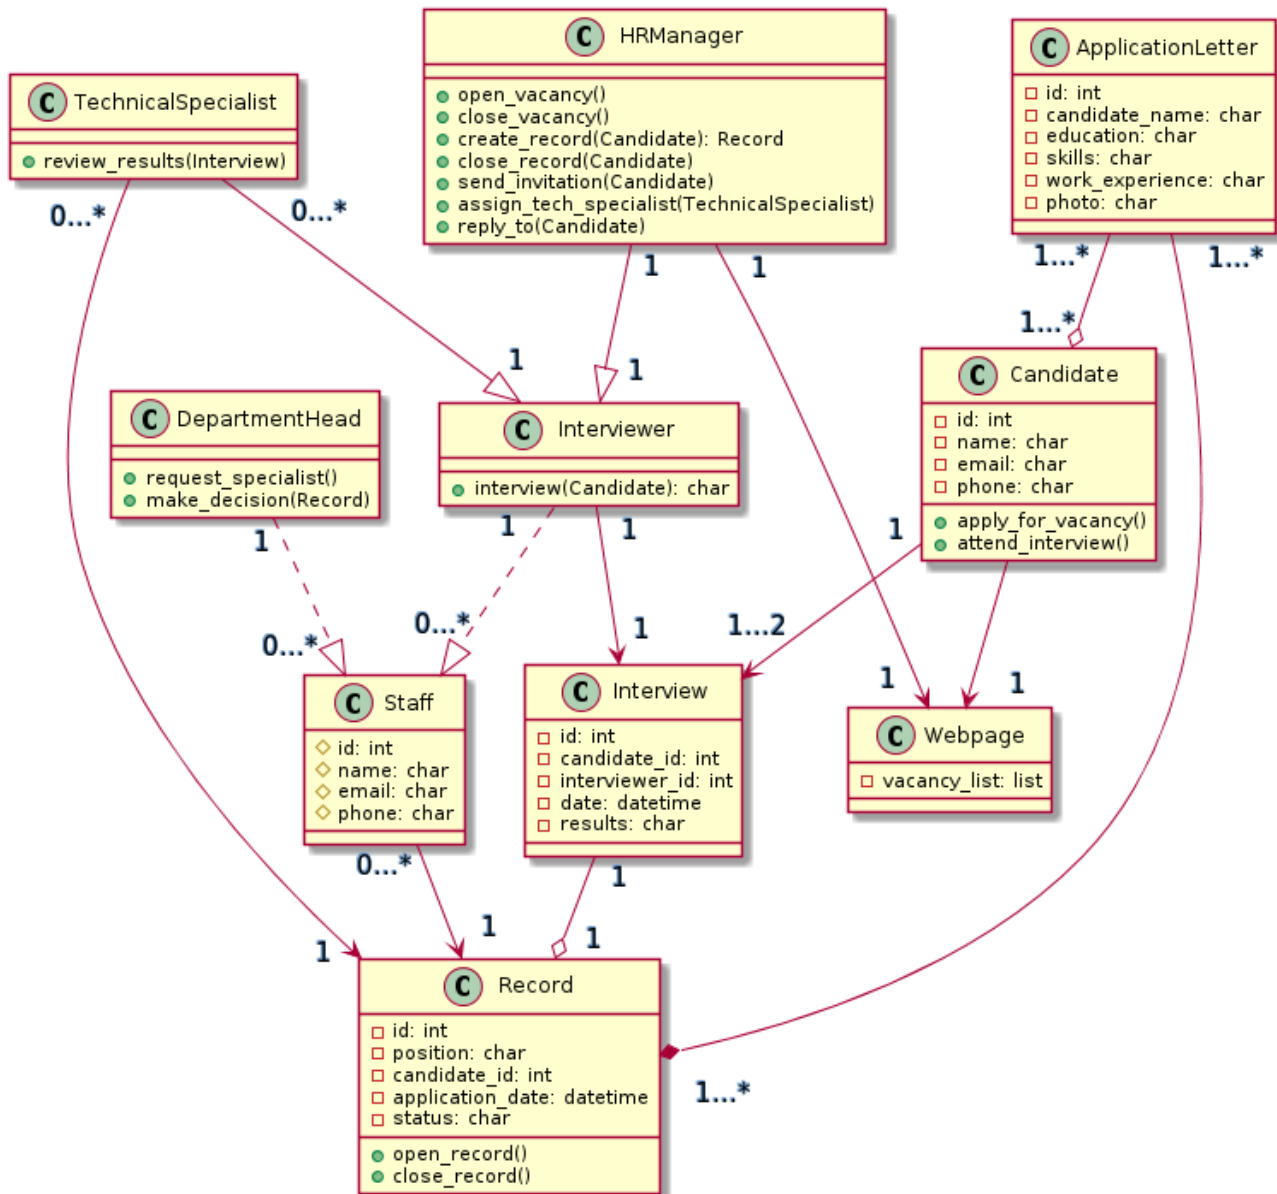 C HRManager
open_vacancy()
close_vacancy()
create_record(Candidate): Record
close_record(Candidate)
send_invitation(Candidate)
assign_tech_specialist(TechnicalSpecialist)
reply_to(Candidate)
C ApplicationLetter
id: int
candidate_name: char
education: char
skills: char
work_experience: char
photo: char
C TechnicalSpecialist
review_results(Interview)
0...*
0...*
1
1
1...*
1...*
1...*
1
1
C DepartmentHead
request_specialist()
make_decision(Record)
C Interviewer
interview(Candidate): char
C Candidate
id: int
name: char
email: char
phone: char
apply_for_vacancy()
attend_interview()
1
1
1
1
0...*
0...*
1
1...2
1
1
C Staff
id: int
name: char
email: char
phone: char
C Interview
id: int
candidate_id: int
interviewer_id: int
date: datetime
results: char
C Webpage
vacancy_list: list
0...*
1
1
1
1
C Record
id: int
position: char
candidate_id: int
application_date: datetime
status: char
open_record()
close_record()
1...*